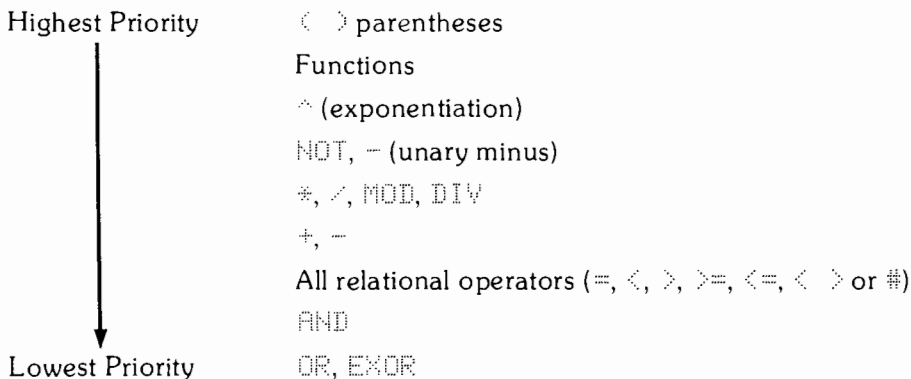 Highest Priority ( ) parentheses
Functions
^ (exponentiation)
NOT, - (unary minus)
*, /, MOD, DIV
+, -
All relational operators (=, <, >, >=, <=, < > or #)
AND
Lowest Priority OR, EXOR